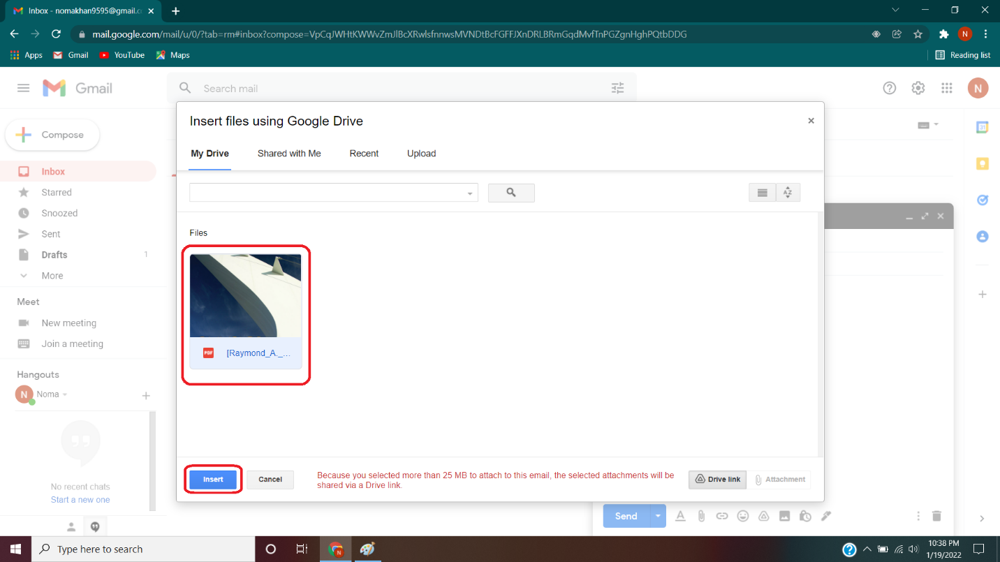 Inbox - nomakhan9595@gmail.c
mail.google.com/mail/u/0/?tab=rm#inbox?compose=VpCqJWHtKWWvZmJlBcXRwlsfnnwsMVNDtBcFGFFJXnDRLBRmGqdMvfTnPGZgnHghPQtbDDG
N
Apps
Gmail
YouTube
Maps
Reading list
Gmail
Search mail
N
Insert files using Google Drive
Compose
My Drive
Shared with Me
Recent
Upload
Inbox
Starred
Snoozed
Sent
Drafts
1
More
Files
[Raymond_A._...
PDF
Meet
New meeting
Join a meeting
Hangouts
N
Noma
No recent chats
Start a new one
Insert
Cancel
Because you selected more than 25 MB to attach to this email, the selected attachments will be
shared via a Drive link.
Drive link
Attachment
Send
31
AZ
Type here to search
N
10:38 PM
1/19/2022